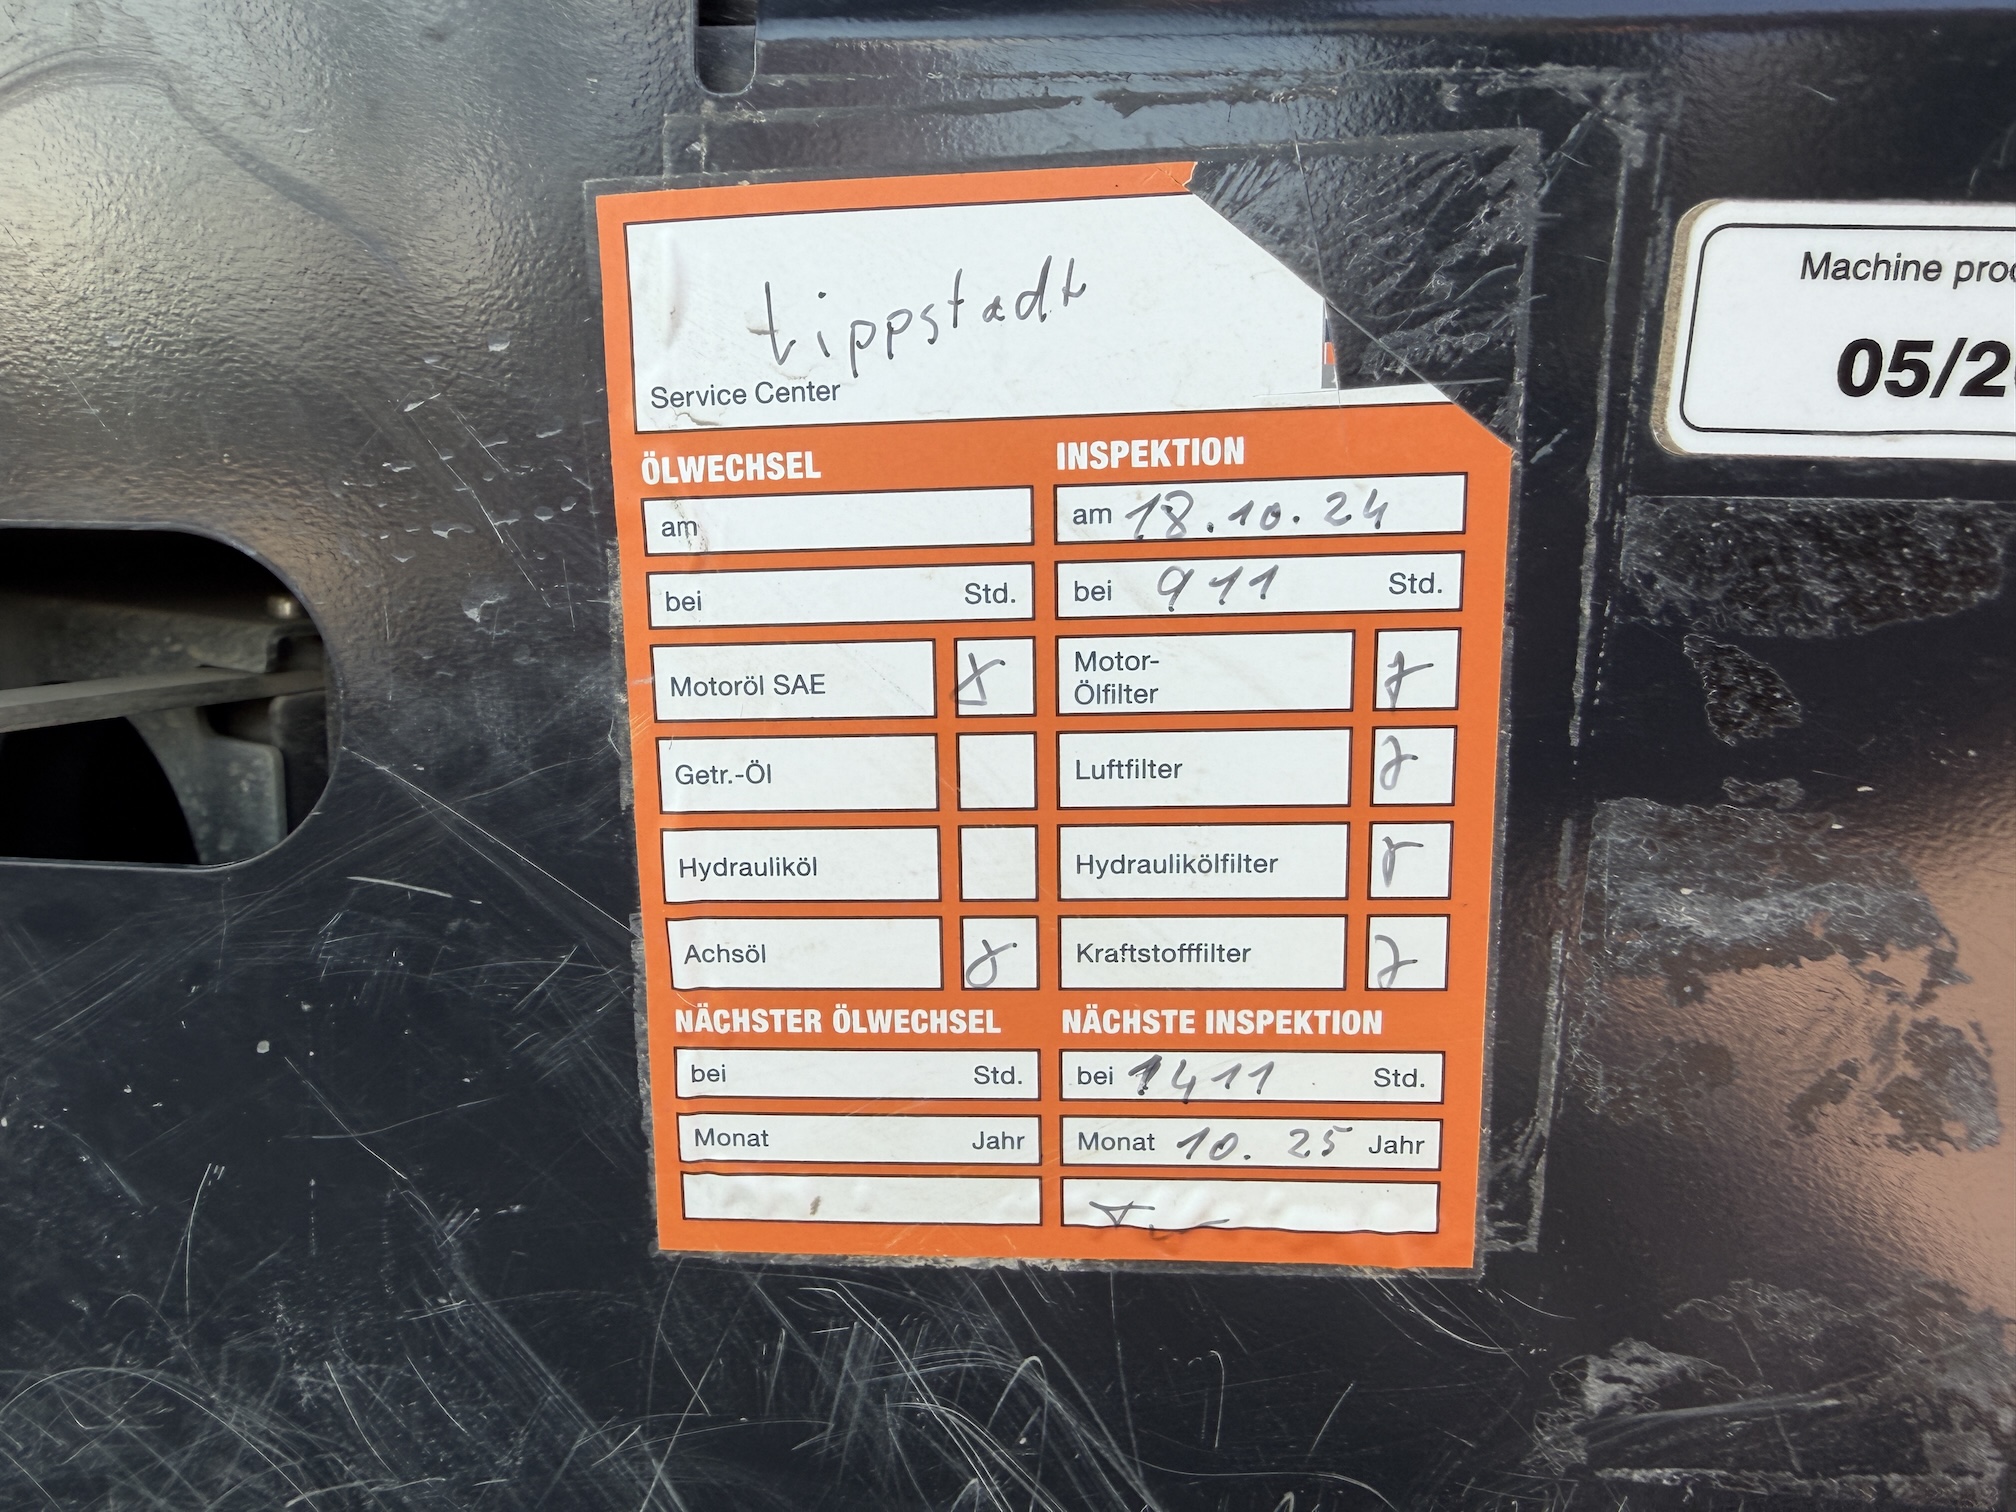 Lippstadt
Service Center
ÖLWECHSEL
am
bei Std.
Motoröl SAE x
Getr.-Öl
Hydrauliköl
Achsöl x
NÄCHSTER ÖLWECHSEL
bei Std.
Monat Jahr
INSPEKTION
am 18.10.24
bei 911 Std.
Motor-
Ölfilter x
Luftfilter x
Hydraulikölfilter x
Kraftstofffilter x
NÄCHSTE INSPEKTION
bei 1411 Std.
Monat 10.25 Jahr
Machine
05/2